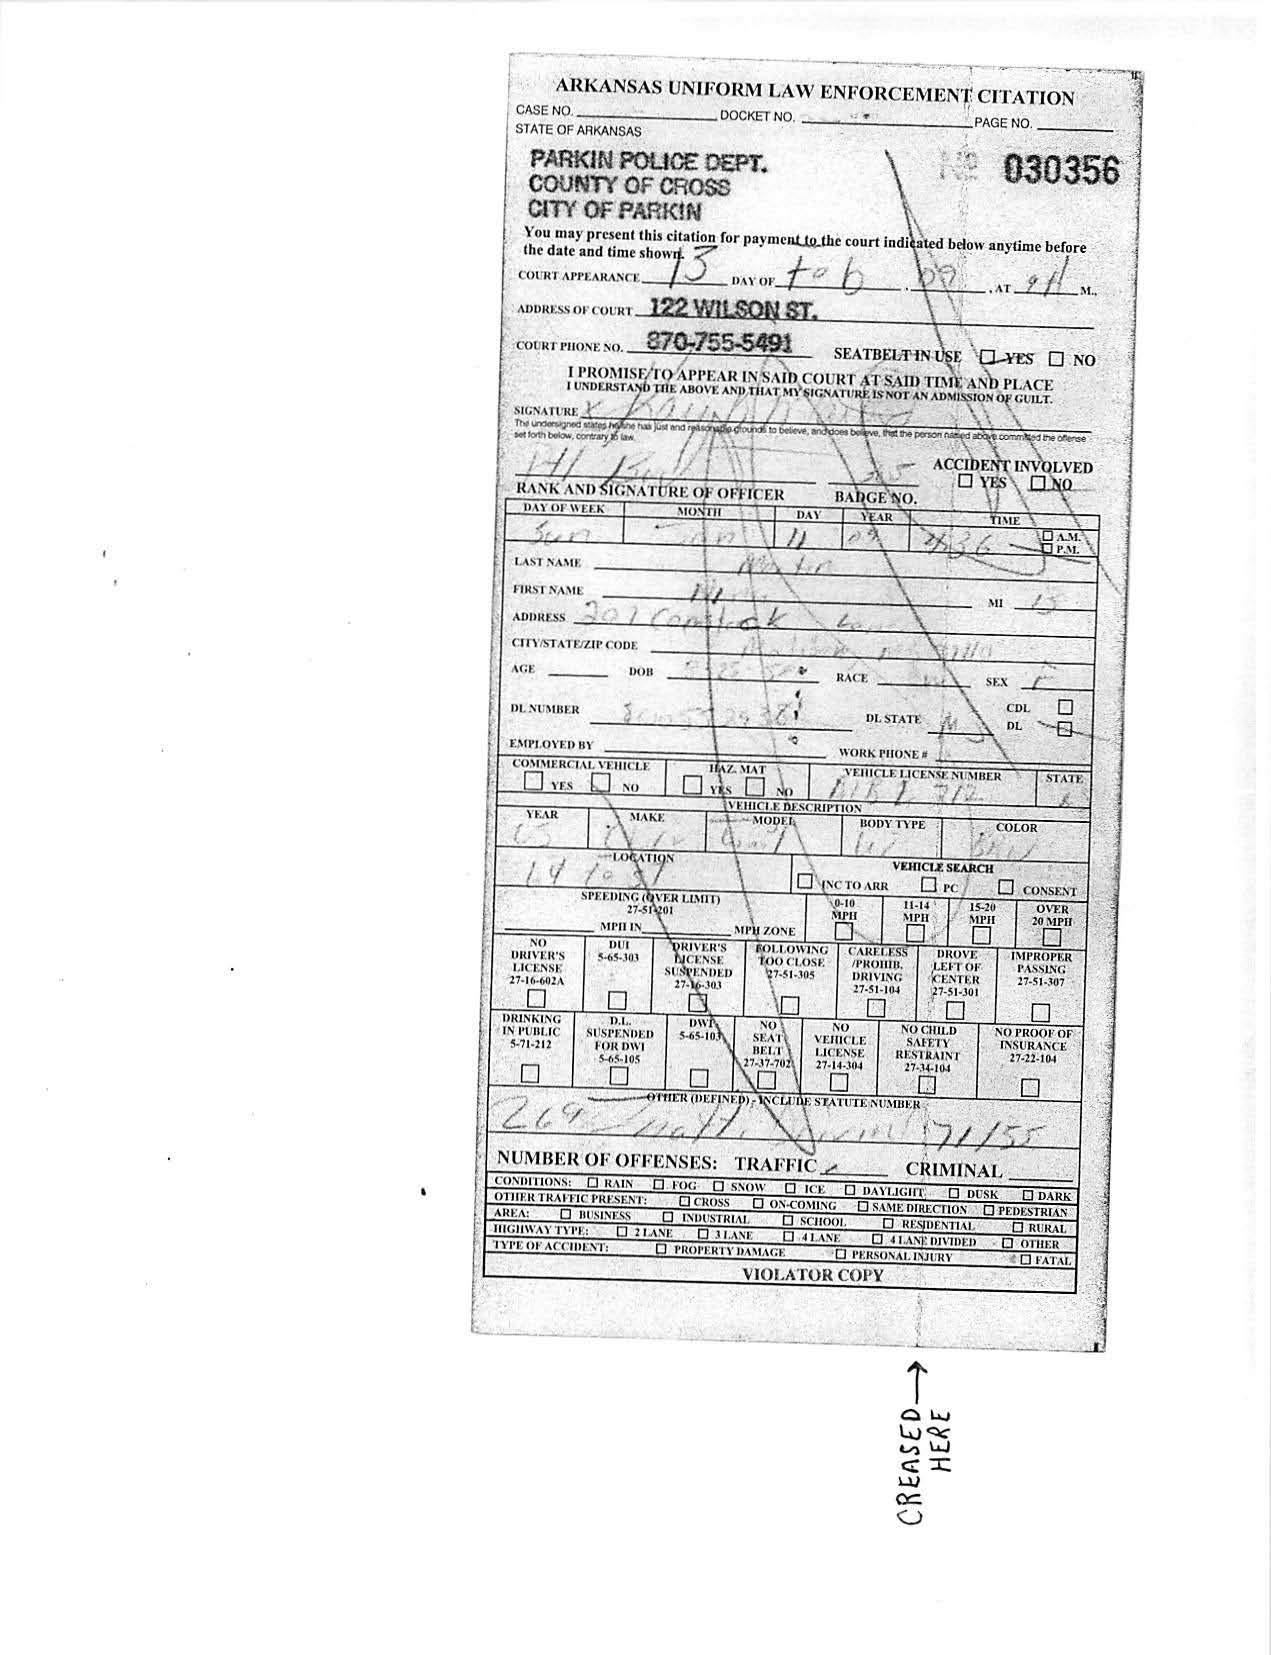 ARKANSAS UNIFORM LAW ENFORCEMENT CITATION
CASE NO. DOCKET NO. PAGE NO.
STATE OF ARKANSAS
PARKIN POLICE DEPT. No 030356
COUNTY OF CROSS
CITY OF PARKIN
You may present this citation for payment to the court indicated below anytime before
the date and time shown.
COURT APPEARANCE 13 DAY OF Feb , 09 , AT 9 M.,
ADDRESS OF COURT 122 WILSON ST.
COURT PHONE NO. 870-755-5491 SEATBELT IN USE YES NO
I PROMISE TO APPEAR IN SAID COURT AT SAID TIME AND PLACE
I UNDERSTAND THE ABOVE AND THAT MY SIGNATURE IS NOT AN ADMISSION OF GUILT.
SIGNATURE X
The undersigned states he/she has just and reasonable grounds to believe, and does believe, that the person named above committed the offense
set forth below, contrary to law.
ACCIDENT INVOLVED
YES NO
RANK AND SIGNATURE OF OFFICER BADGE NO.
DAY OF WEEK MONTH DAY YEAR TIME
Sun Jan 11 09 436 A.M.
P.M.
LAST NAME Martin
FIRST NAME MI
ADDRESS 207
CITY/STATE/ZIP CODE
AGE DOB RACE SEX F
DL NUMBER DL STATE M CDL
DL
EMPLOYED BY WORK PHONE #
COMMERCIAL VEHICLE HAZ. MAT VEHICLE LICENSE NUMBER STATE
YES NO YES NO
VEHICLE DESCRIPTION
YEAR MAKE MODEL BODY TYPE COLOR
LOCATION VEHICLE SEARCH
INC TO ARR PC CONSENT
SPEEDING (OVER LIMIT) 0-10 11-14 15-20 OVER
27-51-201 MPH MPH MPH 20 MPH
MPH IN MPH ZONE
NO DRIVER'S LICENSE 27-16-602A
DUI 5-65-303
DRIVER'S LICENSE SUSPENDED 27-16-303
FOLLOWING TOO CLOSE 27-51-305
CARELESS /PROHIB. DRIVING 27-51-104
DROVE LEFT OF CENTER 27-51-301
IMPROPER PASSING 27-51-307
DRINKING IN PUBLIC 5-71-212
D.L. SUSPENDED FOR DWI 5-65-105
DWI 5-65-103
NO SEAT BELT 27-37-702
NO VEHICLE LICENSE 27-14-304
NO CHILD SAFETY RESTRAINT 27-34-104
NO PROOF OF INSURANCE 27-22-104
OTHER (DEFINED) - INCLUDE STATUTE NUMBER
71/55
NUMBER OF OFFENSES: TRAFFIC CRIMINAL
CONDITIONS: RAIN FOG SNOW ICE DAYLIGHT DUSK DARK
OTHER TRAFFIC PRESENT: CROSS ON-COMING SAME DIRECTION PEDESTRIAN
AREA: BUSINESS INDUSTRIAL SCHOOL RESIDENTIAL RURAL
HIGHWAY TYPE: 2 LANE 3 LANE 4 LANE 4 LANE DIVIDED OTHER
TYPE OF ACCIDENT: PROPERTY DAMAGE PERSONAL INJURY FATAL
VIOLATOR COPY
CREASED
HERE